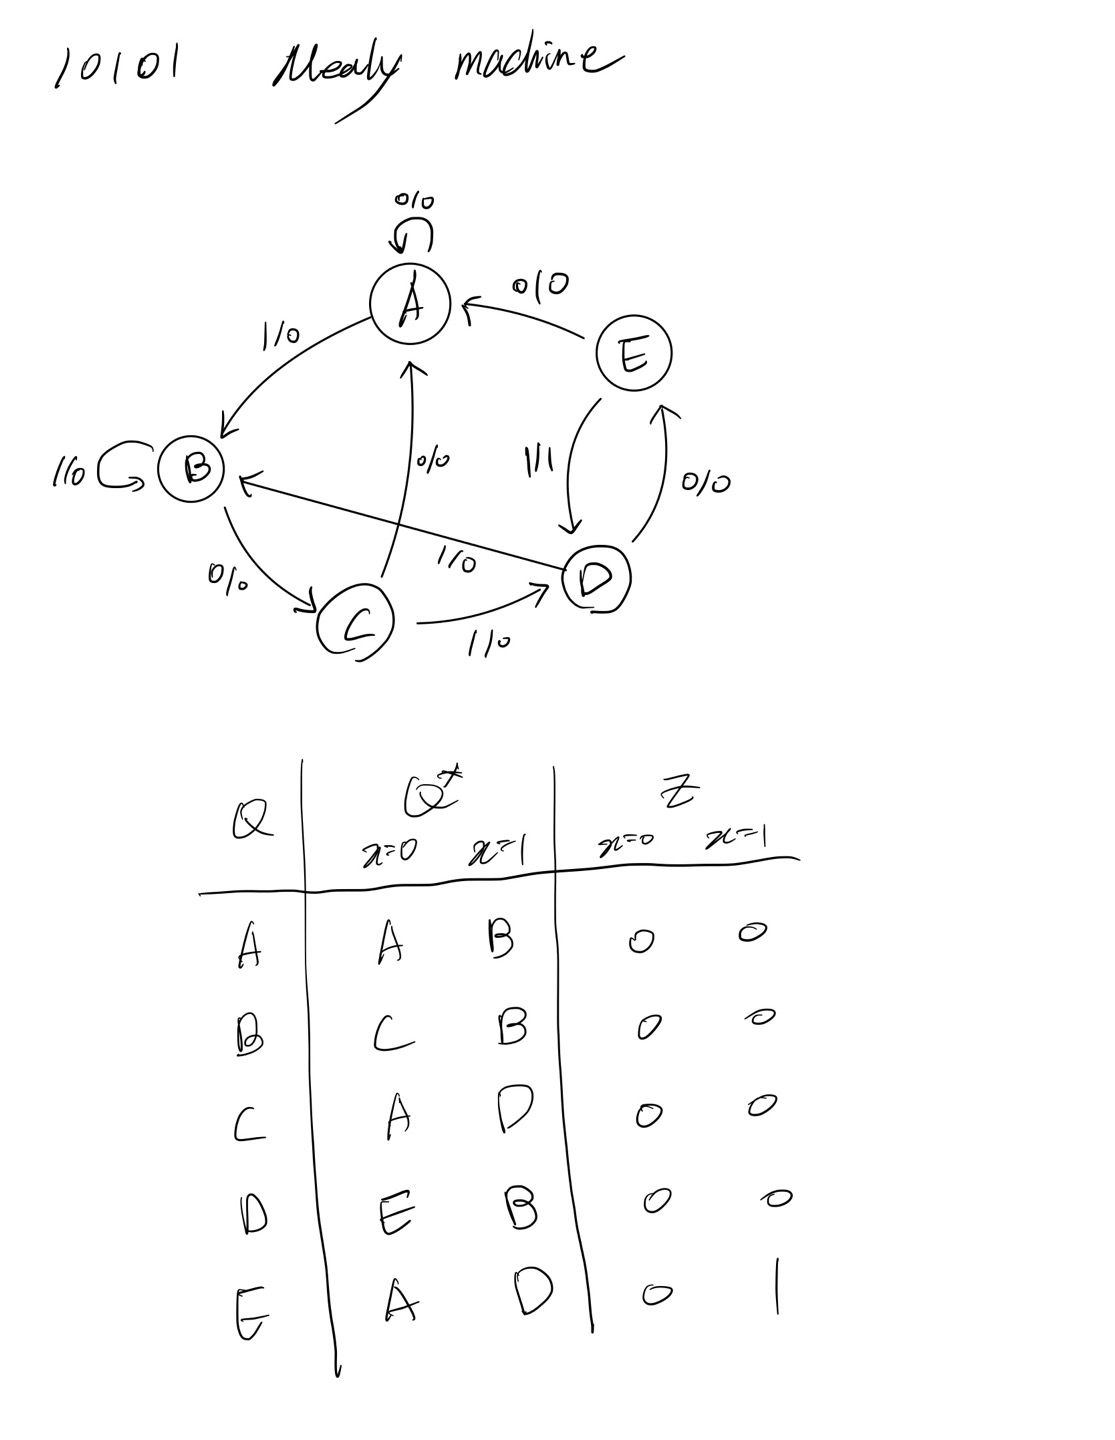 10101 Mealy machine
0/0
A
0/0
E
1/0
1/0
B
0/0
1/1
0/0
1/0
0/0
D
C
1/0
Q Q* Z
x=0 x=1 x=0 x=1
A A B 0 0
B C B 0 0
C A D 0 0
D E B 0 0
E A D 0 1